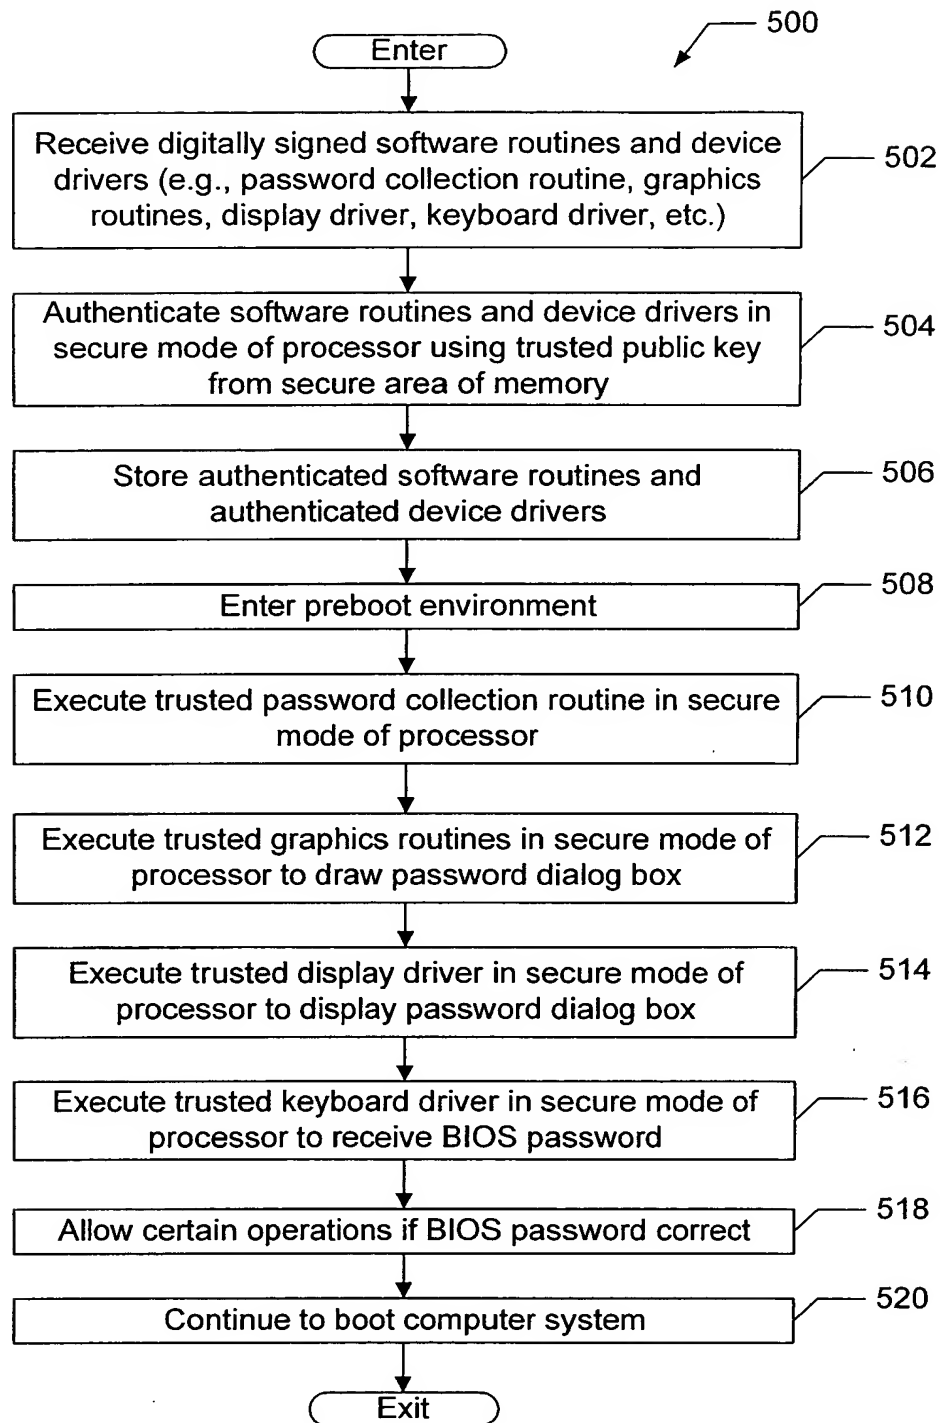 500
Enter
Receive digitally signed software routines and device
drivers (e.g., password collection routine, graphics
routines, display driver, keyboard driver, etc.)
502
Authenticate software routines and device drivers in
secure mode of processor using trusted public key
from secure area of memory
504
Store authenticated software routines and
authenticated device drivers
506
Enter preboot environment
508
Execute trusted password collection routine in secure
mode of processor
510
Execute trusted graphics routines in secure mode of
processor to draw password dialog box
512
Execute trusted display driver in secure mode of
processor to display password dialog box
514
Execute trusted keyboard driver in secure mode of
processor to receive BIOS password
516
Allow certain operations if BIOS password correct
518
Continue to boot computer system
520
Exit